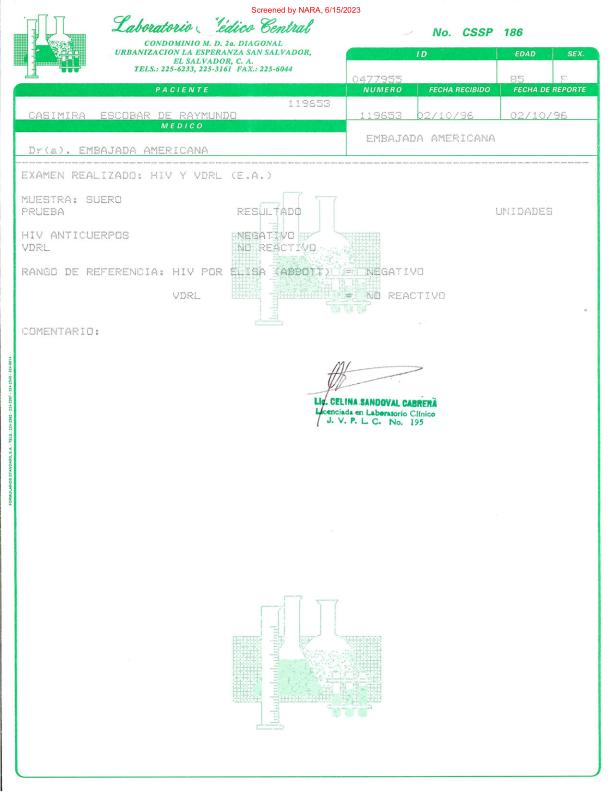 Screened by NARA, 6/15/2023
Laboratorio Médico Central
CONDOMINIO M. D. 2a. DIAGONAL
URBANIZACION LA ESPERANZA SAN SALVADOR,
EL SALVADOR, C. A.
TELS.: 225-6233, 225-3161 FAX.: 225-6044
No. CSSP 186
ID EDAD SEX.
0477955 85 F
PACIENTE NUMERO FECHA RECIBIDO FECHA DE REPORTE
119653
CASIMIRA ESCOBAR DE RAYMUNDO 119653 02/10/96 02/10/96
MEDICO
EMBAJADA AMERICANA
Dr(a). EMBAJADA AMERICANA
EXAMEN REALIZADO: HIV Y VDRL (E.A.)
MUESTRA: SUERO
PRUEBA RESULTADO UNIDADES
HIV ANTICUERPOS NEGATIVO
VDRL NO REACTIVO
RANGO DE REFERENCIA: HIV POR ELISA (ABBOTT) = NEGATIVO
VDRL = NO REACTIVO
COMENTARIO:
Lic. CELINA SANDOVAL CABRERA
Licenciada en Laboratorio Clínico
J. V. P. L. C. No. 195